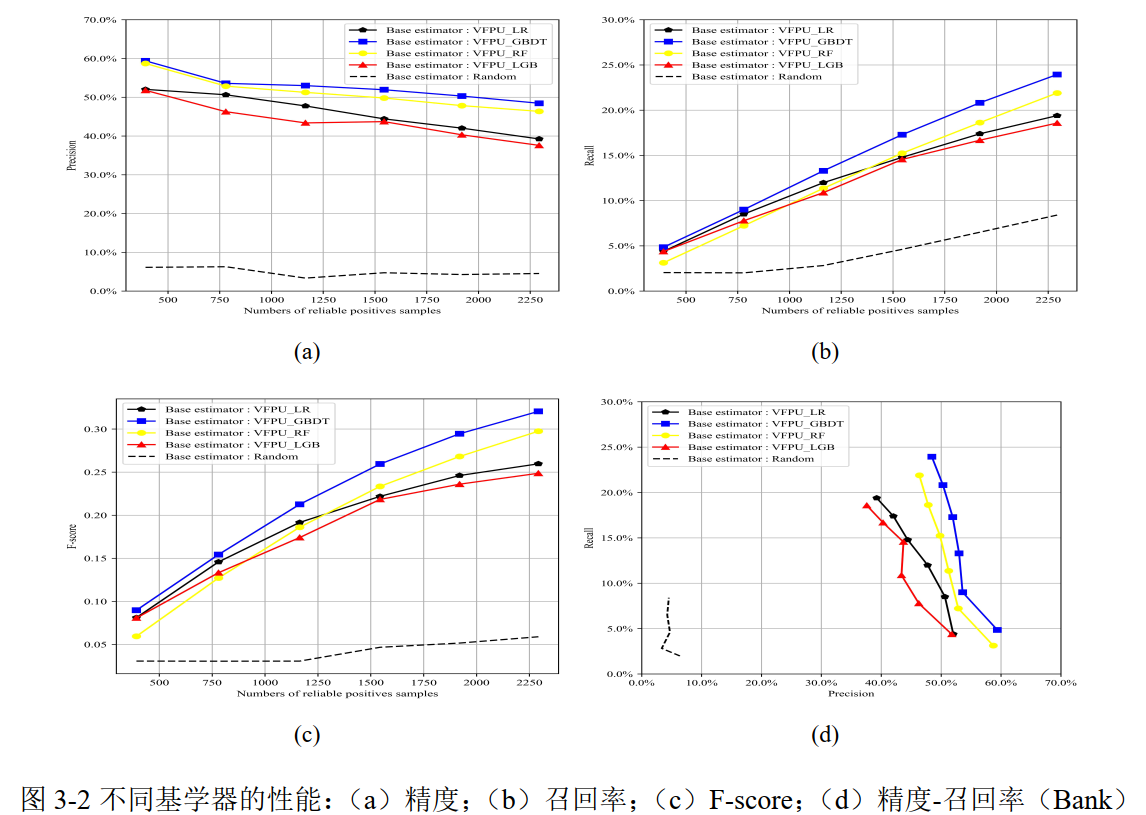 70.0%
60.0%
50.0%
40.0%
30.0%
20.0%
10.0%
0.0%
Precision
Base estimator : VFPU_LR
Base estimator : VFPU_GBDT
Base estimator : VFPU_RF
Base estimator : VFPU_LGB
Base estimator : Random
500 750 1000 1250 1500 1750 2000 2250
Numbers of reliable positives samples
(a)
30.0%
25.0%
20.0%
15.0%
10.0%
5.0%
0.0%
Recall
Base estimator : VFPU_LR
Base estimator : VFPU_GBDT
Base estimator : VFPU_RF
Base estimator : VFPU_LGB
Base estimator : Random
500 750 1000 1250 1500 1750 2000 2250
Numbers of reliable positives samples
(b)
0.30
0.25
0.20
0.15
0.10
0.05
F-score
Base estimator : VFPU_LR
Base estimator : VFPU_GBDT
Base estimator : VFPU_RF
Base estimator : VFPU_LGB
Base estimator : Random
500 750 1000 1250 1500 1750 2000 2250
Numbers of reliable positives samples
(c)
30.0%
25.0%
20.0%
15.0%
10.0%
5.0%
0.0%
Recall
Base estimator : VFPU_LR
Base estimator : VFPU_GBDT
Base estimator : VFPU_RF
Base estimator : VFPU_LGB
Base estimator : Random
0.0% 10.0% 20.0% 30.0% 40.0% 50.0% 60.0% 70.0%
Precision
(d)
图 3-2 不同基学器的性能：（a）精度；（b）召回率；（c）F-score；（d）精度-召回率（Bank）